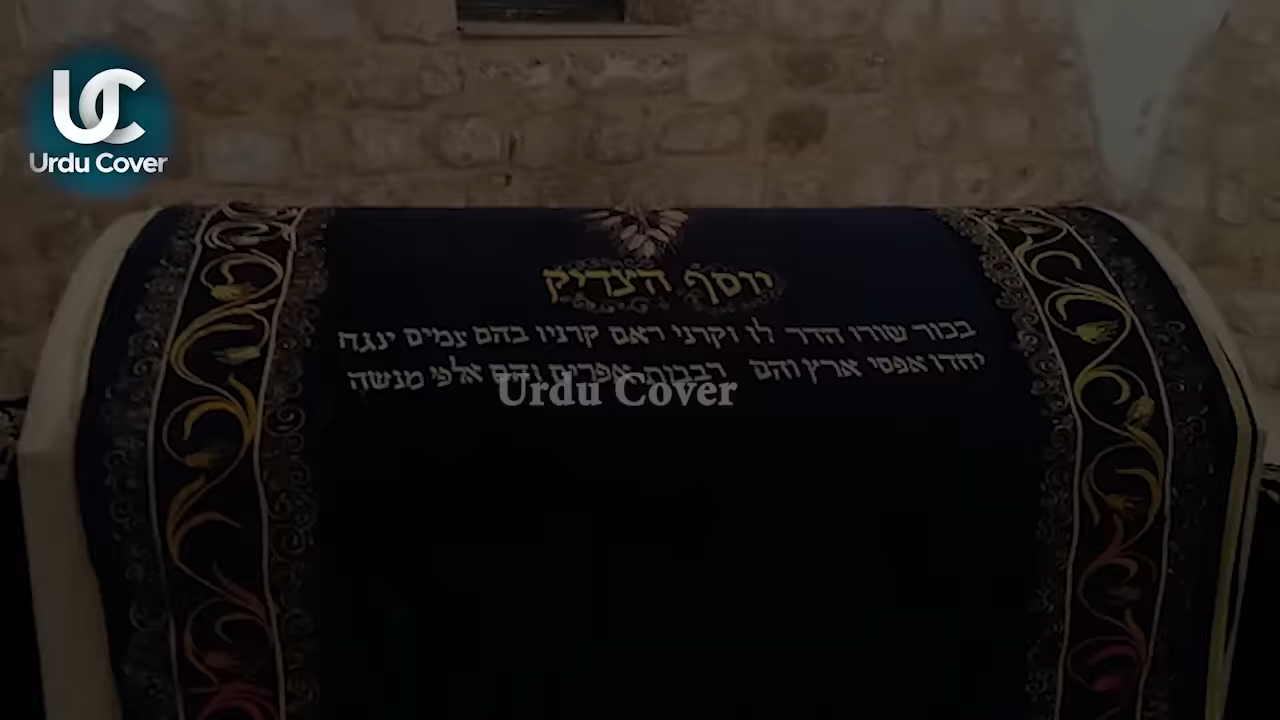 UC
Urdu Cover
יוסף הצדיק
בכור שורו הדר לו וקרני ראם קרניו בהם עמים ינגח
יחדו אפסי ארץ והם רבבות אפרים והם אלפי מנשה
Urdu Cover